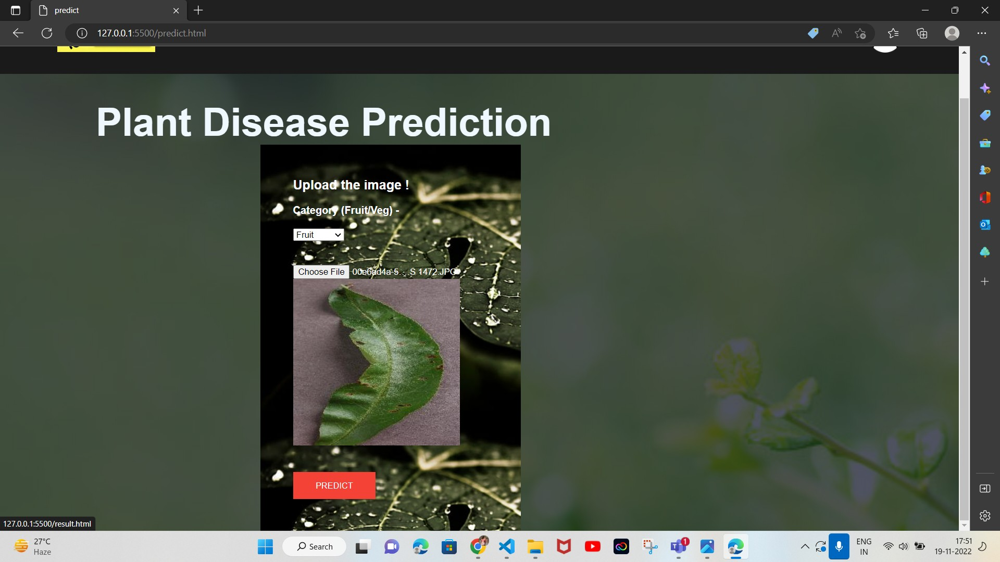 predict
127.0.0.1:5500/predict.html
Plant Disease Prediction
Upload the image !
Category (Fruit/Veg) -
Fruit
Choose File 00e6ad4a-5....S 1472.JPG
PREDICT
127.0.0.1:5500/result.html
27°C
Haze
Search
1
ENG
IN
17:51
19-11-2022